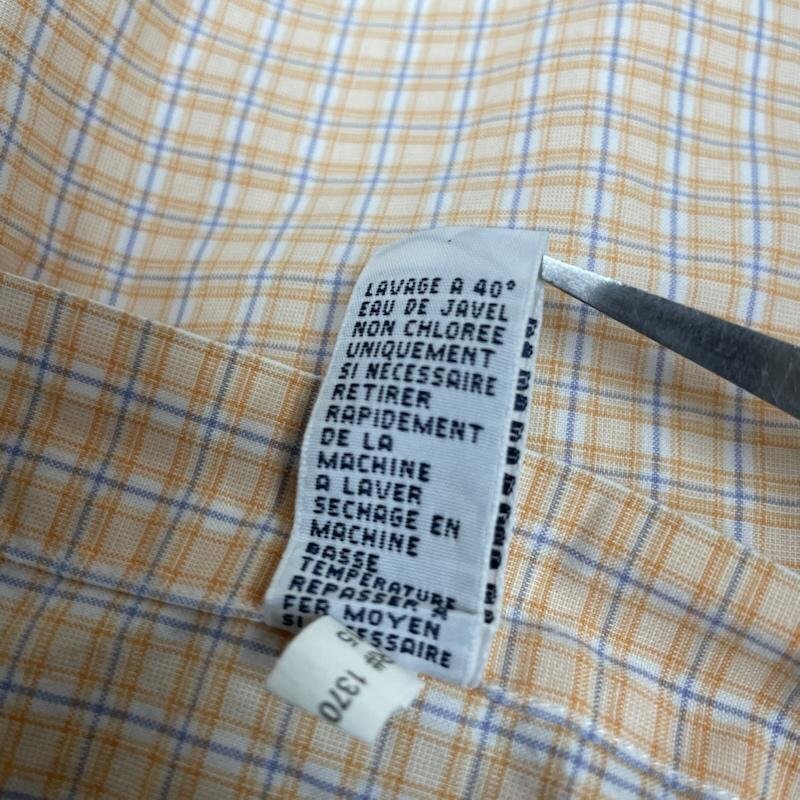 LAVAGE A 40°
EAU DE JAVEL
NON CHLOREE
UNIQUEMENT
SI NECESSAIRE
RETIRER
RAPIDEMENT
DE LA
MACHINE
A LAVER
SECHAGE EN
MACHINE
BASSE
TEMPERATURE
REPASSER A
FER MOYEN
SI NECESSAIRE
1370